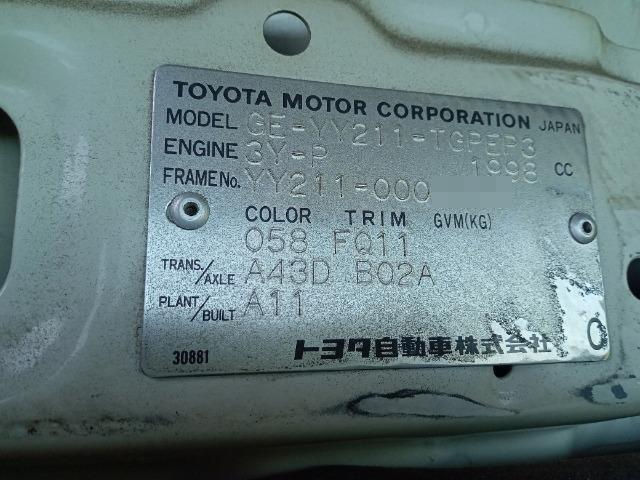 TOYOTA MOTOR CORPORATION JAPAN
MODEL GE-YY211-TGPEP3
ENGINE 3Y-P 1998 CC
FRAME No. YY211-000
COLOR TRIM GVM(KG)
058 FQ11
TRANS./AXLE A43D B02A
PLANT/BUILT A11
30881 トヨタ自動車株式会社 C